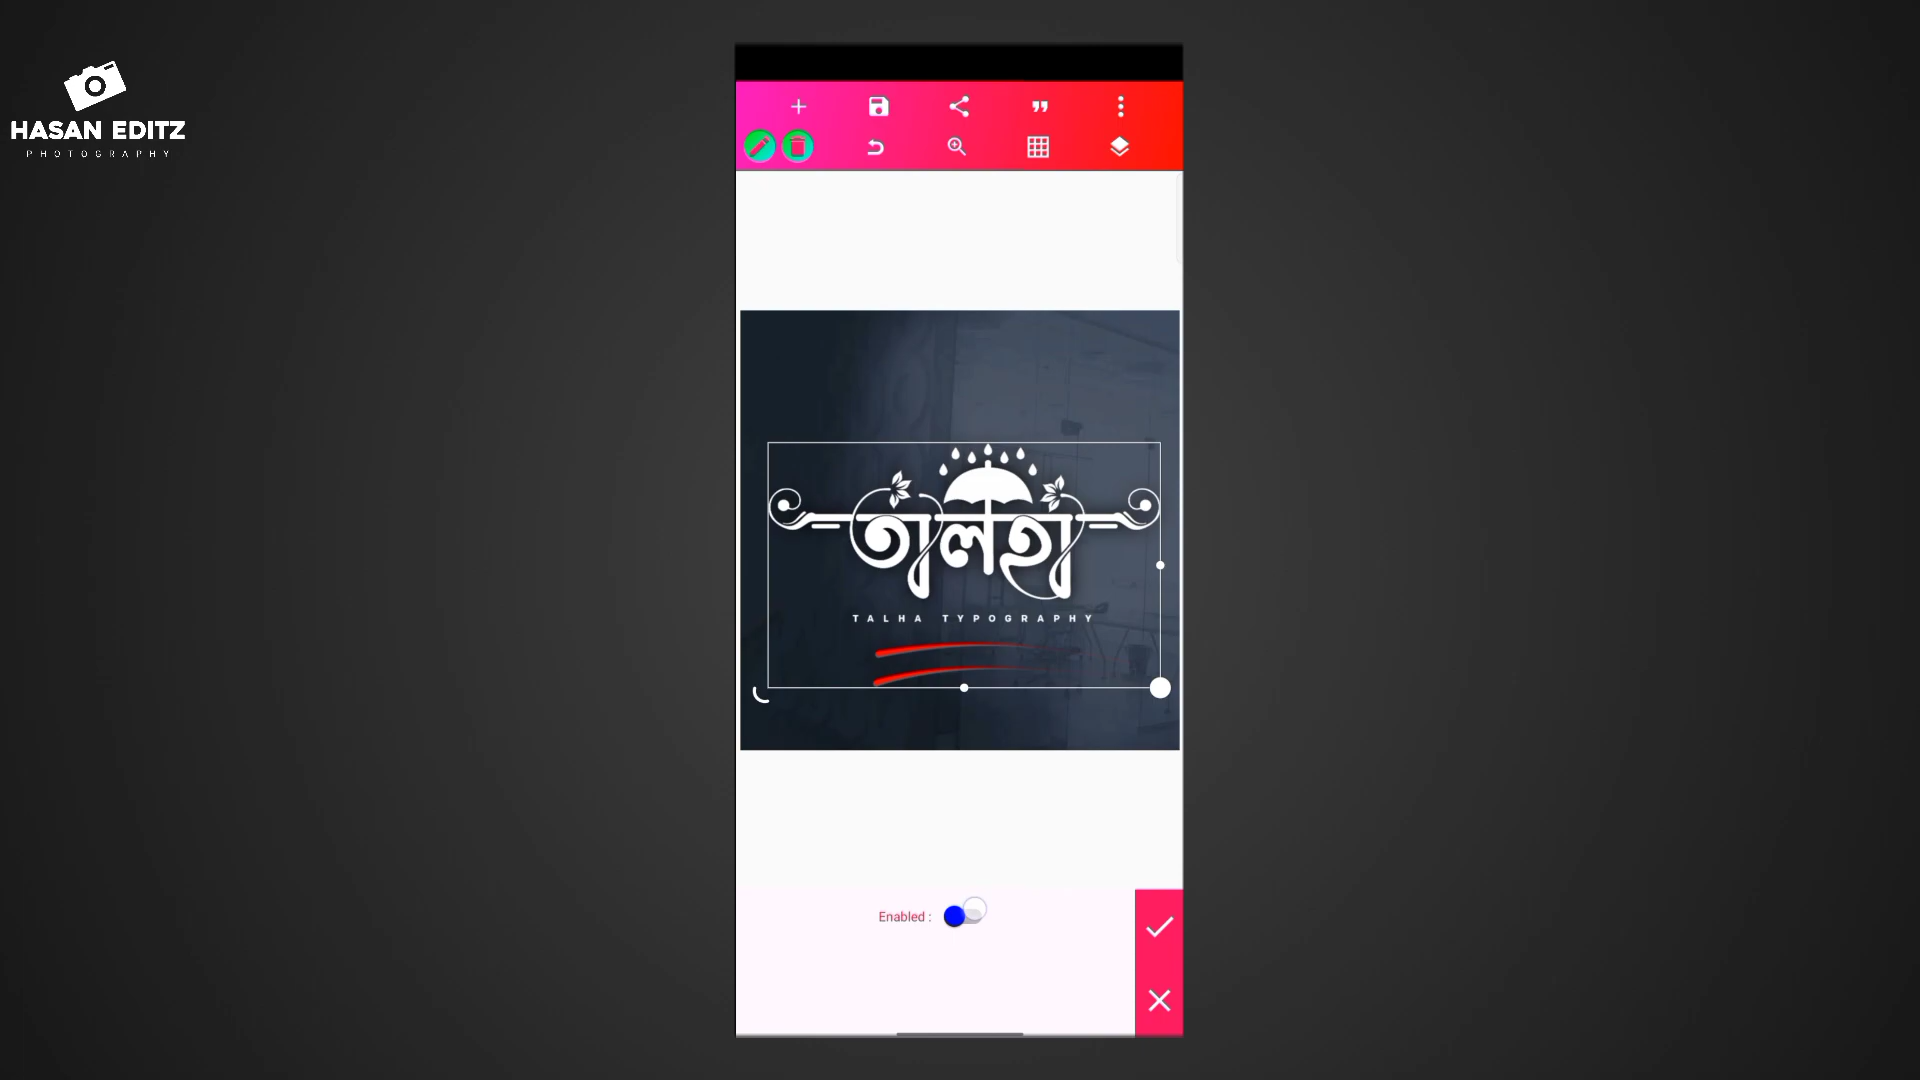 HASAN EDITZ
PHOTOGRAPHY
তালহা
TALHA TYPOGRAPHY
Enabled :